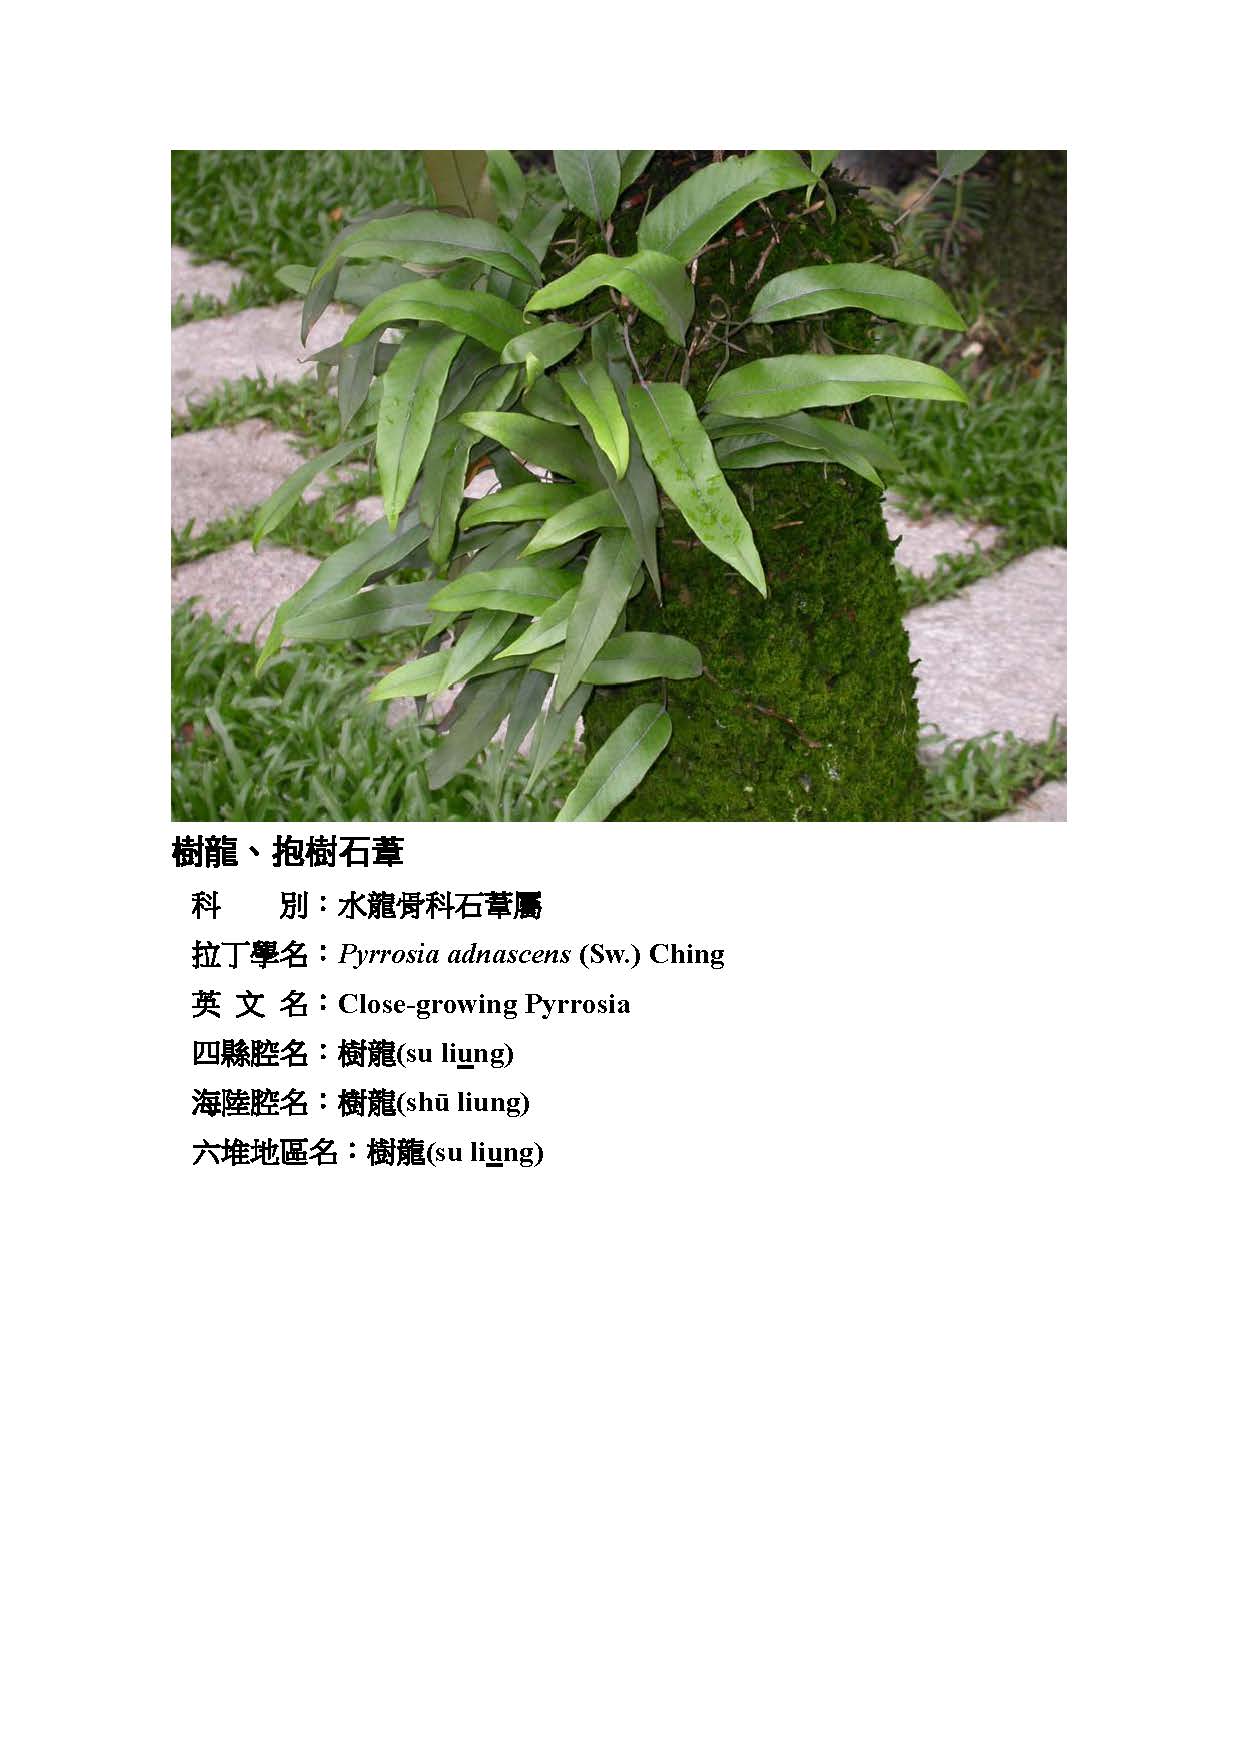 樹龍、抱樹石葦
科　　別：水龍骨科石葦屬
拉丁學名：Pyrrosia adnascens (Sw.) Ching
英 文 名：Close-growing Pyrrosia
四縣腔名：樹龍(su liung)
海陸腔名：樹龍(shū liung)
六堆地區名：樹龍(su liung)